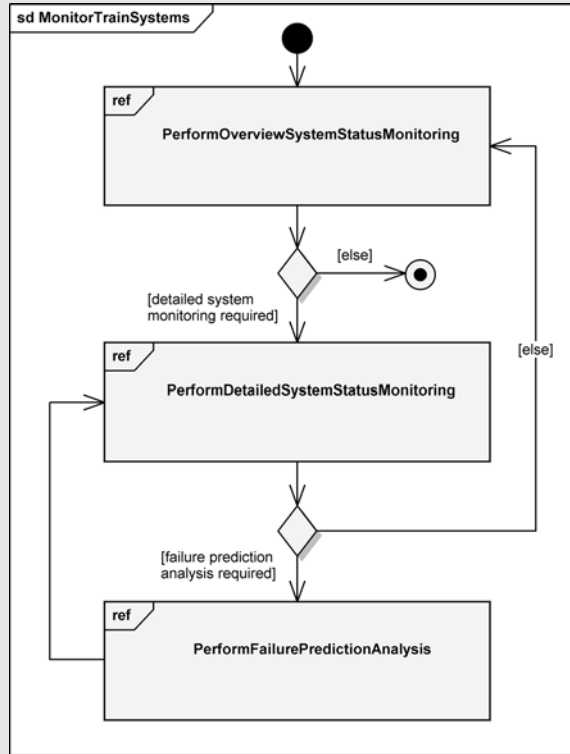 sd MonitorTrainSystems
ref
PerformOverviewSystemStatusMonitoring
[else]
[detailed system
monitoring required]
[else]
ref
PerformDetailedSystemStatusMonitoring
[failure prediction
analysis required]
ref
PerformFailurePredictionAnalysis